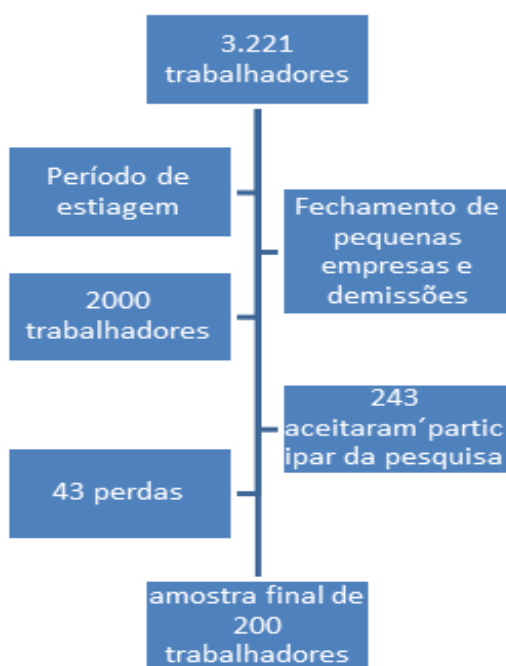 3.221
trabalhadores
Período de
estiagem
Fechamento de
pequenas
empresas e
demissões
2000
trabalhadores
243
aceitaram´partic
ipar da pesquisa
43 perdas
amostra final de
200
trabalhadores